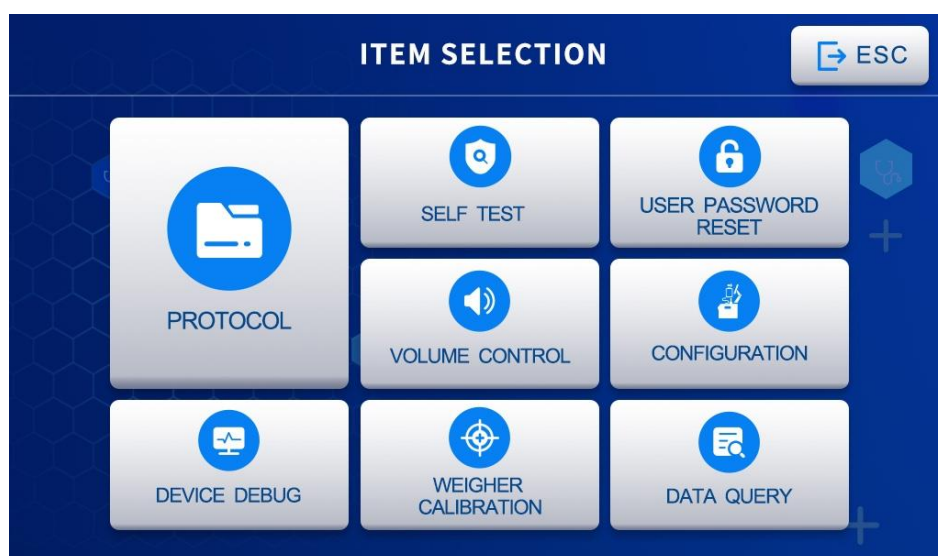 ITEM SELECTION
ESC
PROTOCOL
SELF TEST
USER PASSWORD
RESET
VOLUME CONTROL
CONFIGURATION
DEVICE DEBUG
WEIGHER
CALIBRATION
DATA QUERY